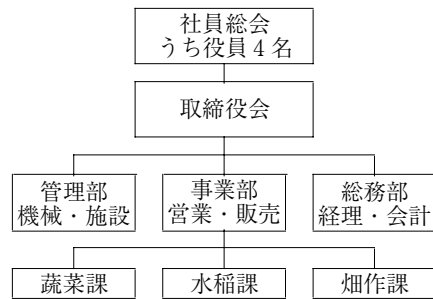 社員総会
うち役員4名
取締役会
管理部
機械・施設
事業部
営業・販売
総務部
経理・会計
蔬菜課
水稲課
畑作課